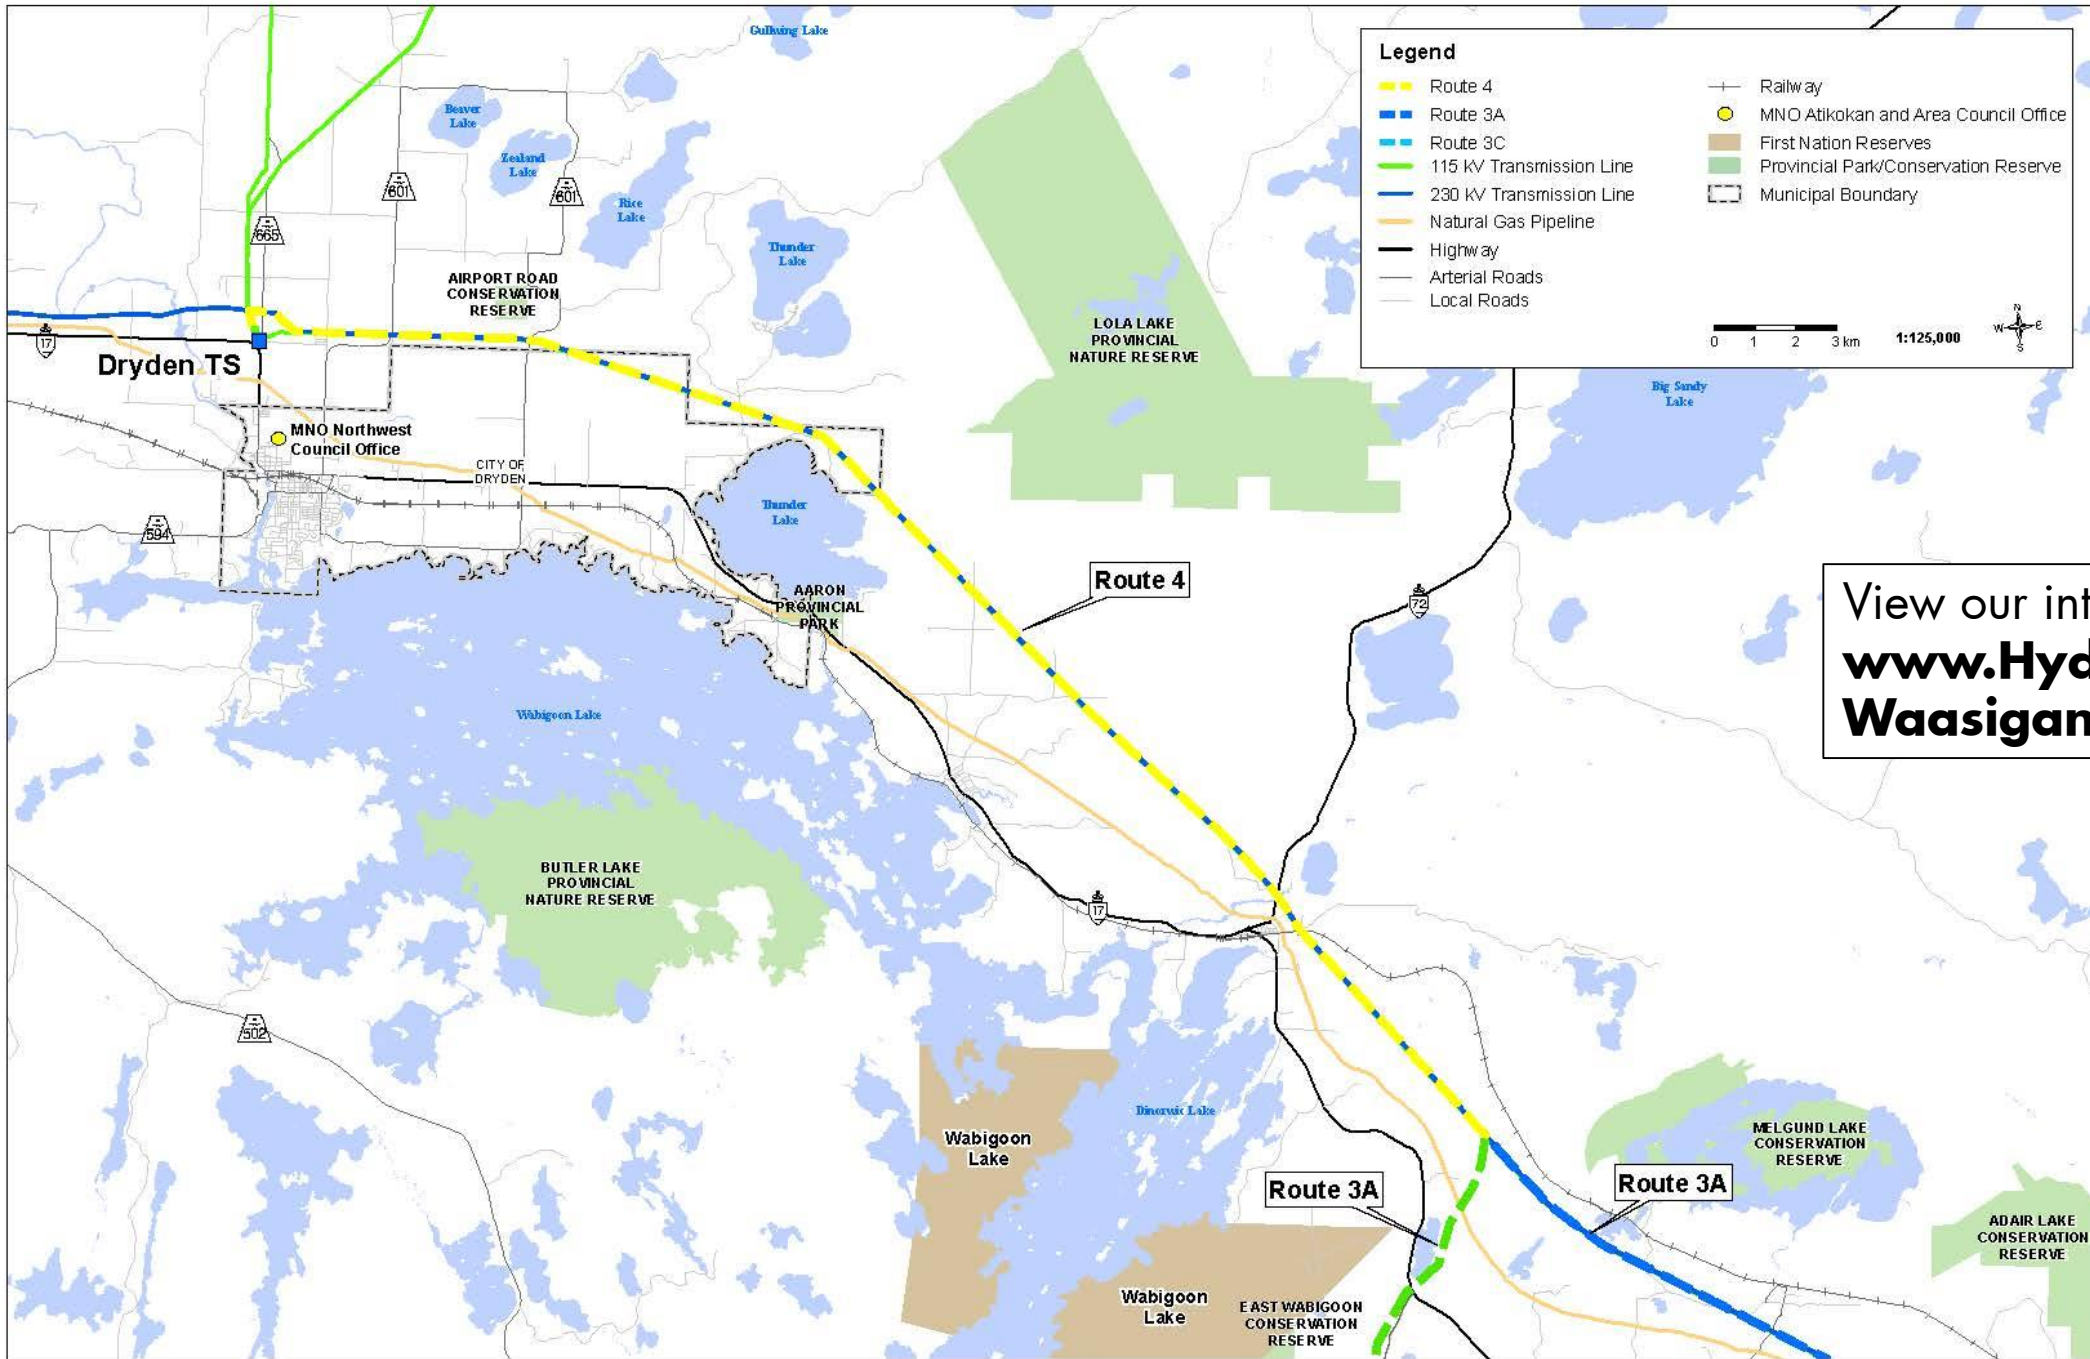 Gullwing Lake
Legend
Route 4
Route 3A
Route 3C
115 KV Transmission Line
230 KV Transmission Line
Natural Gas Pipeline
Highway
Arterial Roads
Local Roads
Railway
MNO Atikokan and Area Council Office
First Nation Reserves
Provincial Park/Conservation Reserve
Municipal Boundary
0 1 2 3 km
1:125,000
N
W E
S
Beaver
Lake
Zealand
Lake
601
601
Rice
Lake
665
Thunder
Lake
AIRPORT ROAD
CONSERVATION
RESERVE
LOLA LAKE
PROVINCIAL
NATURE RESERVE
17
Dryden TS
Big Sandy
Lake
MNO Northwest
Council Office
CITY OF
DRYDEN
Thunder
Lake
594
Route 4
72
AARON
PROVINCIAL
PARK
View our int
www.Hyd
Waasigan
Wabigoon Lake
BUTLER LAKE
PROVINCIAL
NATURE RESERVE
17
502
Dinorwic Lake
Wabigoon
Lake
MELGUND LAKE
CONSERVATION
RESERVE
Route 3A
Route 3A
ADAIR LAKE
CONSERVATION
RESERVE
Wabigoon
Lake
EAST WABIGOON
CONSERVATION
RESERVE